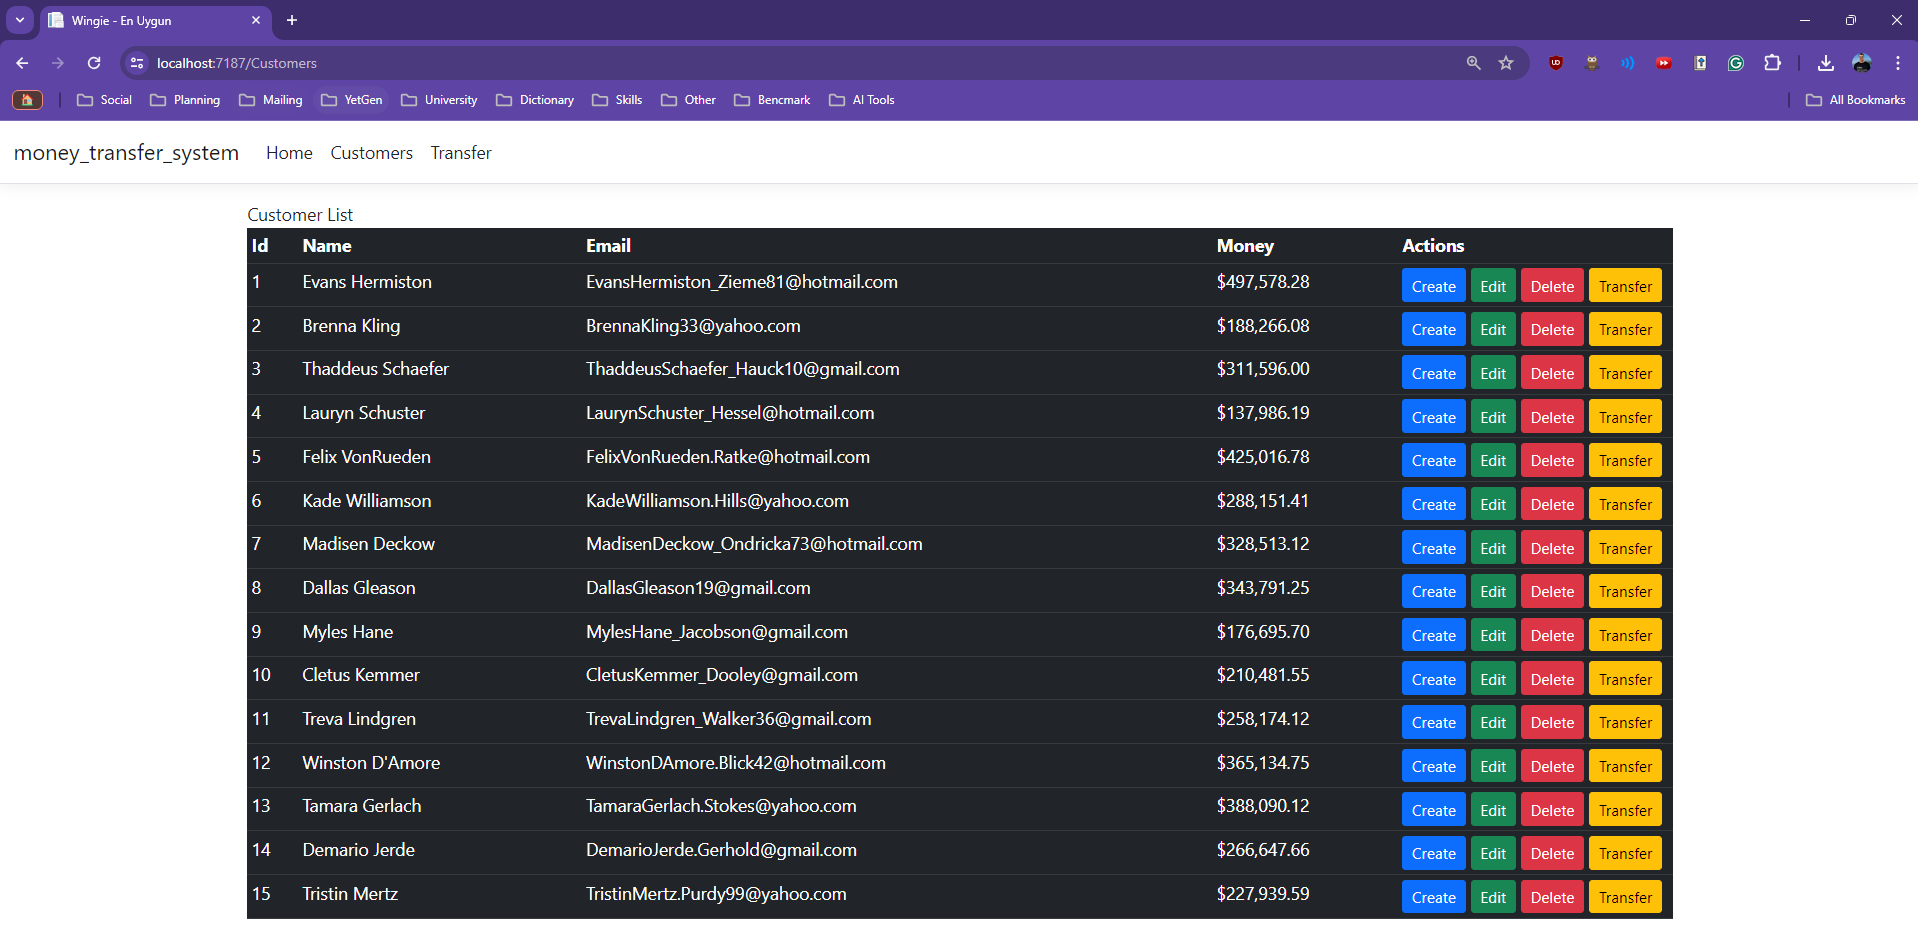 Wingie - En Uygun
localhost:7187/Customers
Social Planning Mailing YetGen University Dictionary Skills Other Bencmark AI Tools All Bookmarks
money_transfer_system Home Customers Transfer
Customer List
Id Name Email Money Actions
1 Evans Hermiston EvansHermiston_Zieme81@hotmail.com $497,578.28 Create Edit Delete Transfer
2 Brenna Kling BrennaKling33@yahoo.com $188,266.08 Create Edit Delete Transfer
3 Thaddeus Schaefer ThaddeusSchaefer_Hauck10@gmail.com $311,596.00 Create Edit Delete Transfer
4 Lauryn Schuster LaurynSchuster_Hessel@hotmail.com $137,986.19 Create Edit Delete Transfer
5 Felix VonRueden FelixVonRueden.Ratke@hotmail.com $425,016.78 Create Edit Delete Transfer
6 Kade Williamson KadeWilliamson.Hills@yahoo.com $288,151.41 Create Edit Delete Transfer
7 Madisen Deckow MadisenDeckow_Ondricka73@hotmail.com $328,513.12 Create Edit Delete Transfer
8 Dallas Gleason DallasGleason19@gmail.com $343,791.25 Create Edit Delete Transfer
9 Myles Hane MylesHane_Jacobson@gmail.com $176,695.70 Create Edit Delete Transfer
10 Cletus Kemmer CletusKemmer_Dooley@gmail.com $210,481.55 Create Edit Delete Transfer
11 Treva Lindgren TrevaLindgren_Walker36@gmail.com $258,174.12 Create Edit Delete Transfer
12 Winston D'Amore WinstonDAmore.Blick42@hotmail.com $365,134.75 Create Edit Delete Transfer
13 Tamara Gerlach TamaraGerlach.Stokes@yahoo.com $388,090.12 Create Edit Delete Transfer
14 Demario Jerde DemarioJerde.Gerhold@gmail.com $266,647.66 Create Edit Delete Transfer
15 Tristin Mertz TristinMertz.Purdy99@yahoo.com $227,939.59 Create Edit Delete Transfer